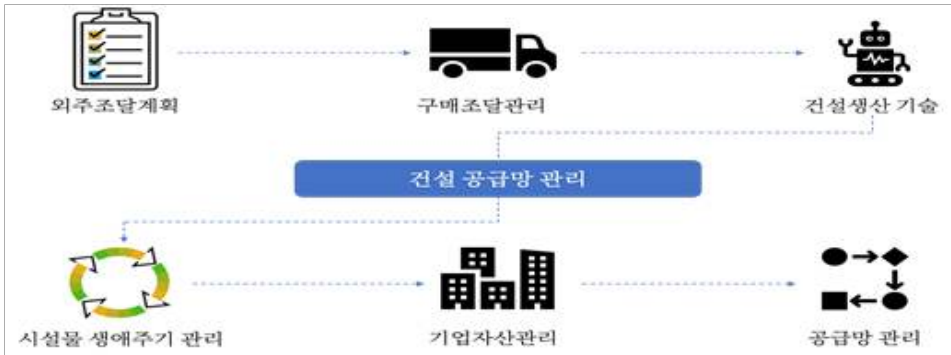 외주조달계획
구매조달관리
건설생산 기술
건설 공급망 관리
시설물 생애주기 관리
기업자산관리
공급망 관리